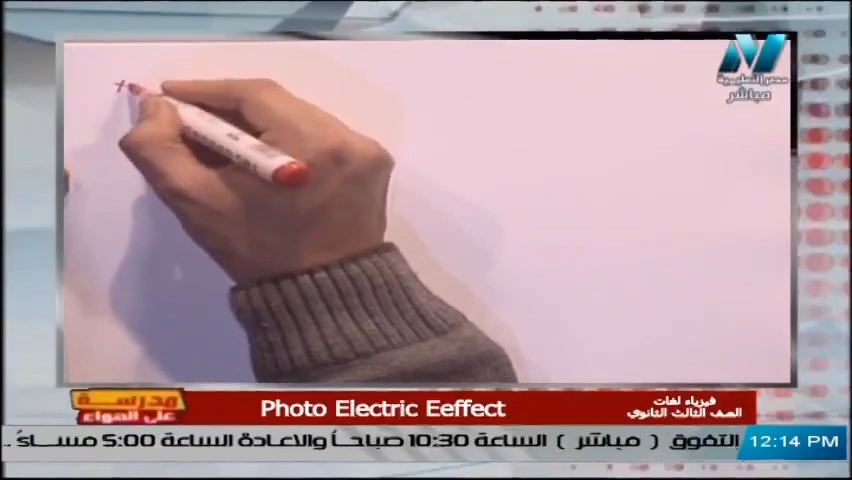 مصر التعليمية
مباشر
مدرسة
على الهواء
Photo Electric Eeffect
فيزياء لغات
الصف الثالث الثانوي
التفوق ( مباشر ) الساعة 10:30 صباحاً والاعادة الساعة 5:00 مساءً ..
12:14 PM